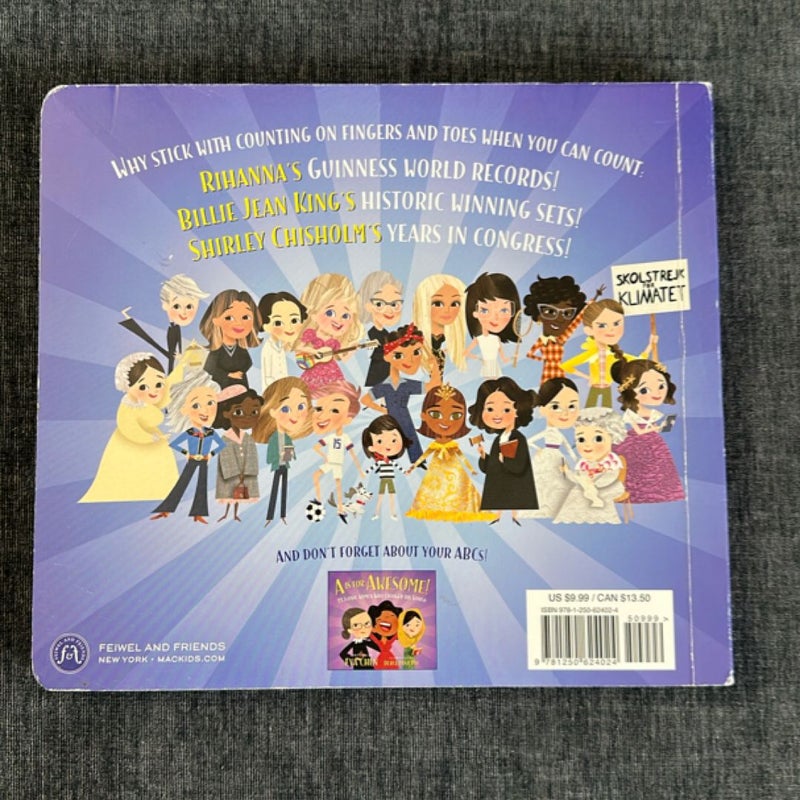 WHY STICK WITH COUNTING ON FINGERS AND TOES WHEN YOU CAN COUNT:
RIHANNA'S GUINNESS WORLD RECORDS!
BILLIE JEAN KING'S HISTORIC WINNING SETS!
SHIRLEY CHISHOLM'S YEARS IN CONGRESS!
SKOLSTREJK
FÖR
KLIMATET
15
AND DON'T FORGET ABOUT YOUR ABCs!
A IS FOR AWESOME!
EVA CHEN
FEIWEL AND FRIENDS
NEW YORK • MACKIDS.COM
US $9.99 / CAN $13.50
ISBN 978-1-250-62402-4
50999>
9 781250 624024